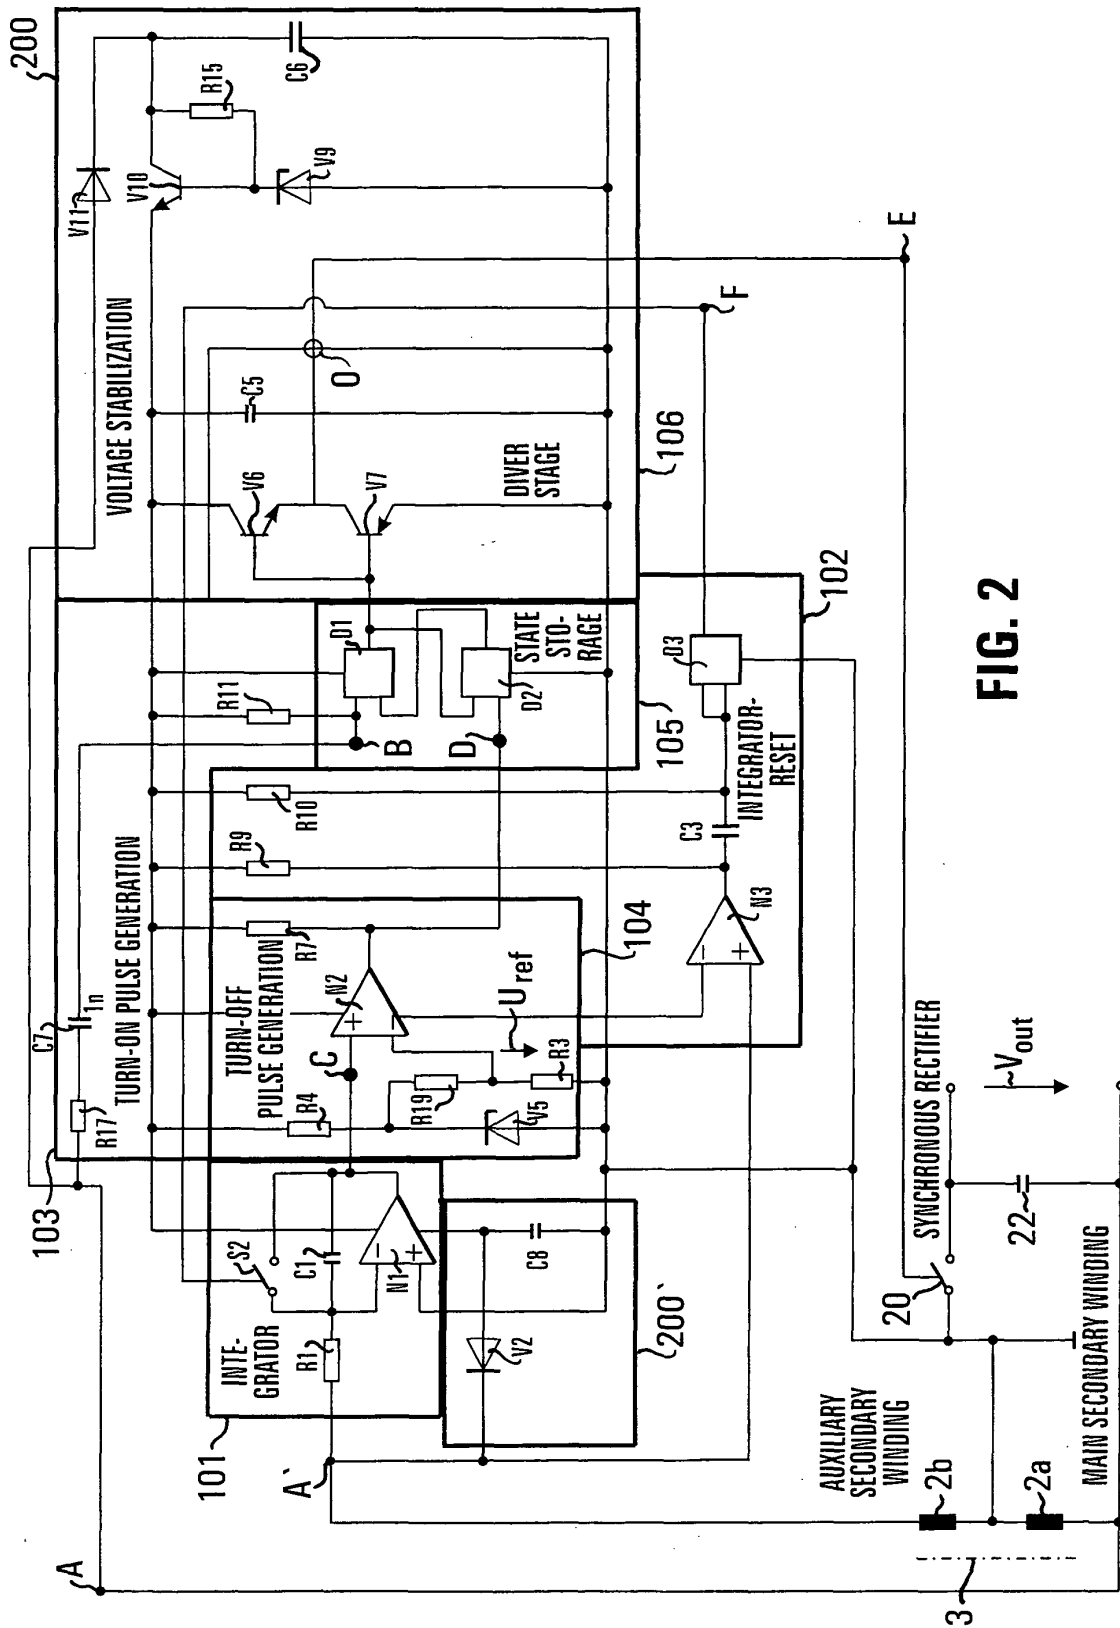 200
V11
V10
R15
C6
V9
VOLTAGE STABILIZATION
E
F
O
C5
V6
V7
DIVER
STAGE
106
C7
1n
R17
TURN-ON PULSE GENERATION
103
R11
D1
B
D
D2
STATE
STO-
RAGE
105
102
D3
R10
R9
C3
INTEGRATOR-
RESET
R7
TURN-OFF
PULSE GENERATION
N2
C
104
N3
Uref
R4
R19
R3
V5
S2
C1
N1
R1
INTE-
GRATOR
101
A`
C8
V2
200`
A
SYNCHRONOUS RECTIFIER
Vout
20
22
AUXILIARY
SECONDARY
WINDING
2b
2a
MAIN SECONDARY WINDING
3
FIG. 2